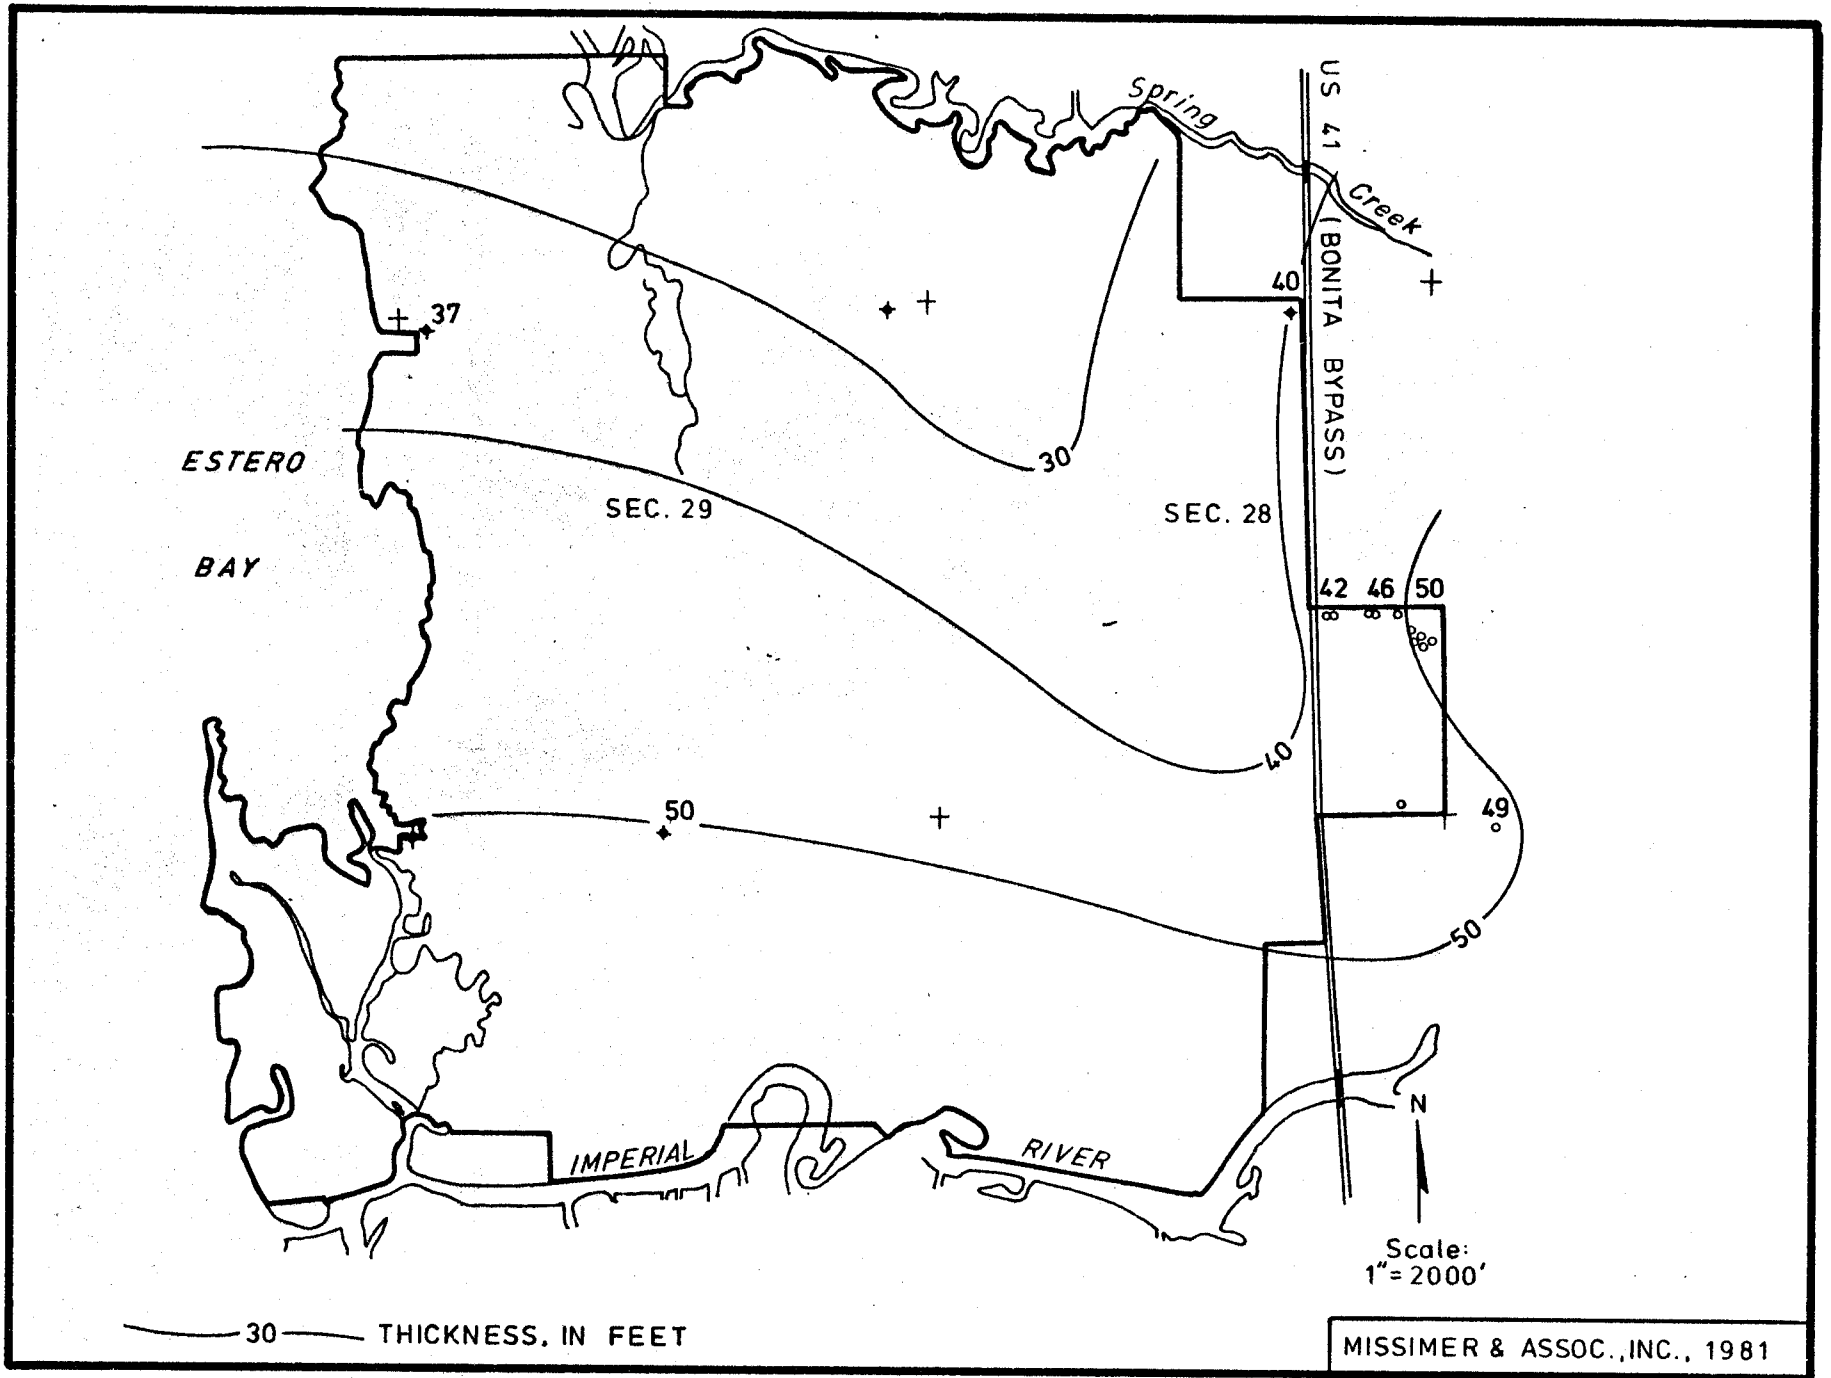 Spring
Creek
US 41 (BONITA BYPASS)
40
37
30
ESTERO
BAY
SEC. 29
SEC. 28
42 46 50
40
50
49
50
IMPERIAL
RIVER
N
Scale:
1"= 2000'
30 THICKNESS, IN FEET
MISSIMER & ASSOC., INC., 1981